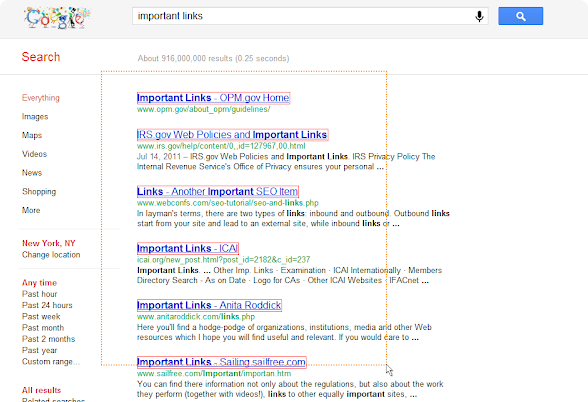 Google
important links
Search
About 916,000,000 results (0.25 seconds)
Everything
Images
Maps
Videos
News
Shopping
More
New York, NY
Change location
Any time
Past hour
Past 24 hours
Past week
Past month
Past 2 months
Past year
Custom range...
All results
Related searches
Important Links - OPM.gov Home
www.opm.gov/about_opm/guidelines/
IRS.gov Web Policies and Important Links
www.irs.gov/help/content/0,,id=127967,00.html
Jul 14, 2011 – IRS.gov Web Policies and Important Links. IRS Privacy Policy The
Internal Revenue Service's Office of Privacy ensures your personal ...
Links - Another Important SEO Item
www.webconfs.com/seo-tutorial/seo-and-links.php
In layman's terms, there are two types of links: inbound and outbound. Outbound links
start from your site and lead to an external site, while inbound links or ...
Important Links - ICAI
icai.org/new_post.html?post_id=2182&c_id=237
Important Links. ... Other Imp. Links · Examination · ICAI Internationally · Members
Directory Search · As on Date · Logo for CAs · Other ICAI Websites · IFACnet ...
Important Links - Anita Roddick
www.anitaroddick.com/links.php
Here you'll find a hodge-podge of organizations, institutions, media and other Web
resources which I hope you will find useful and relevant. If you would care to ...
Important Links - Sailing.sailfree.com
www.sailfree.com/Important/importan.htm
You can find there information not only about the regulations, but also about the work
they perform (together with videos!), links to other equally important sites, ...